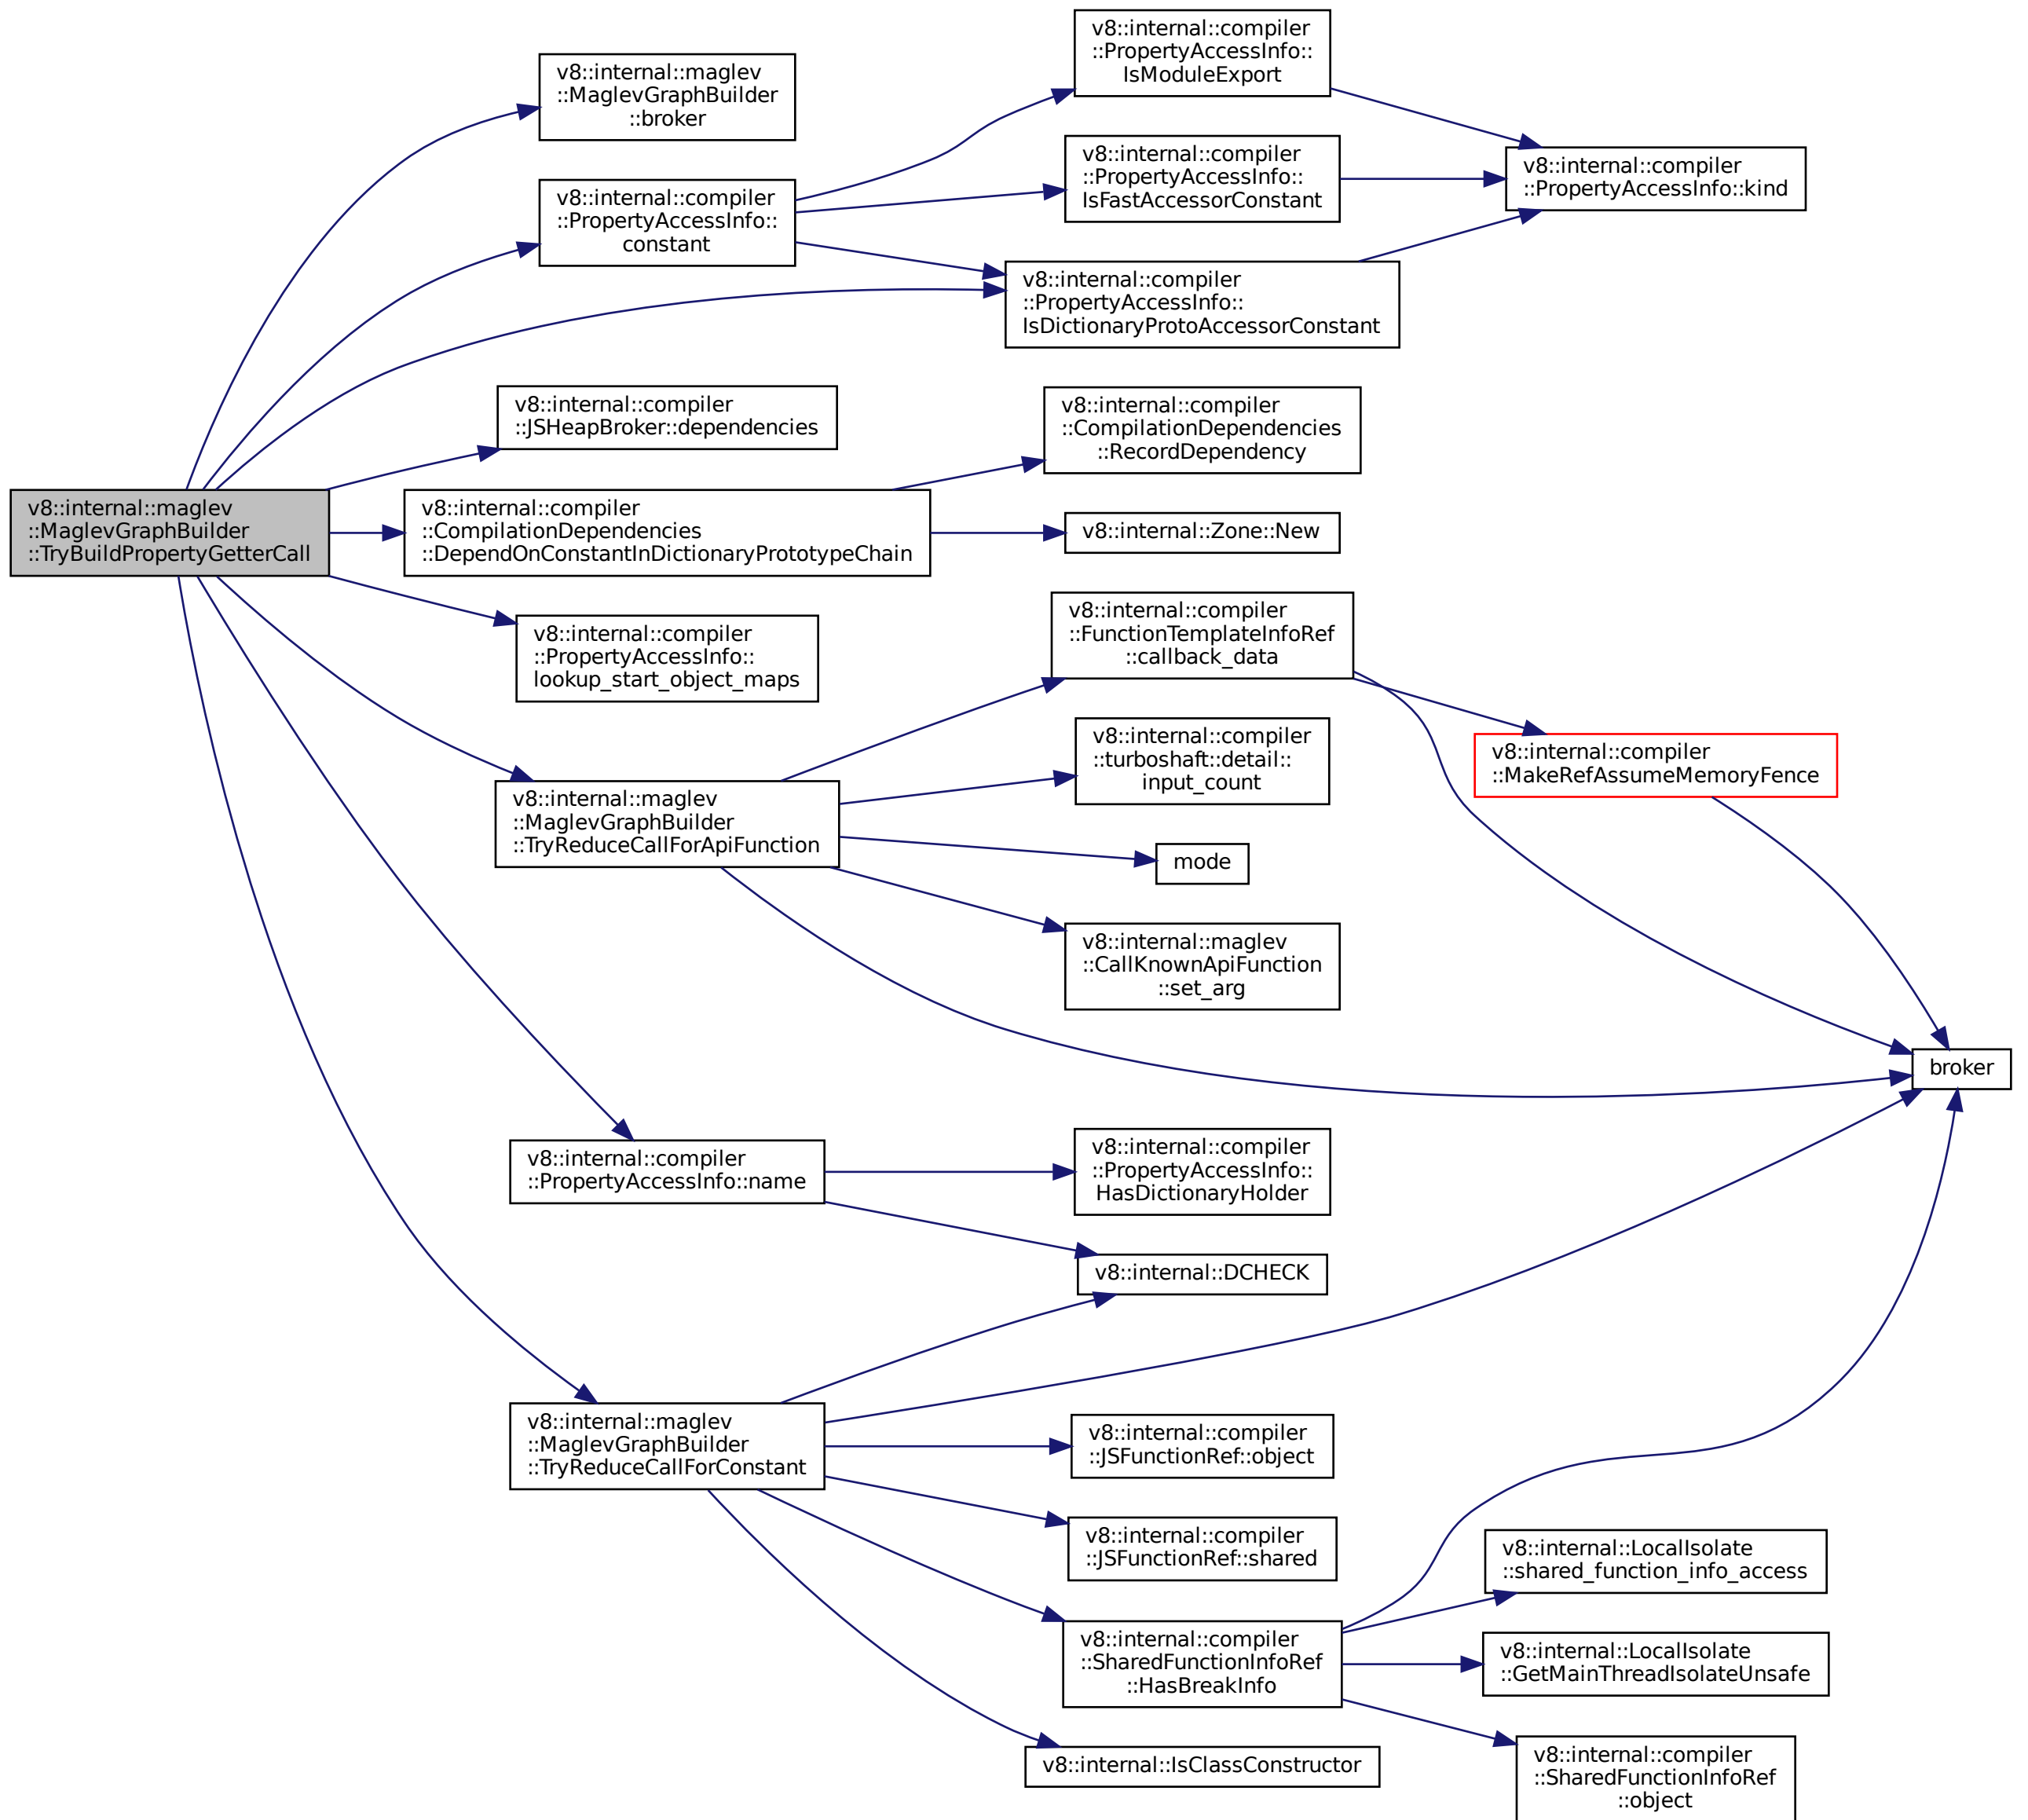 v8::internal::maglev
::MaglevGraphBuilder
::TryBuildPropertyGetterCall
v8::internal::maglev
::MaglevGraphBuilder
::broker
v8::internal::compiler
::PropertyAccessInfo::
constant
v8::internal::compiler
::JSHeapBroker::dependencies
v8::internal::compiler
::CompilationDependencies
::DependOnConstantInDictionaryPrototypeChain
v8::internal::compiler
::PropertyAccessInfo::
lookup_start_object_maps
v8::internal::maglev
::MaglevGraphBuilder
::TryReduceCallForApiFunction
v8::internal::compiler
::PropertyAccessInfo::name
v8::internal::maglev
::MaglevGraphBuilder
::TryReduceCallForConstant
v8::internal::compiler
::PropertyAccessInfo::
IsModuleExport
v8::internal::compiler
::PropertyAccessInfo::
IsFastAccessorConstant
v8::internal::compiler
::PropertyAccessInfo::
IsDictionaryProtoAccessorConstant
v8::internal::compiler
::CompilationDependencies
::RecordDependency
v8::internal::Zone::New
v8::internal::compiler
::FunctionTemplateInfoRef
::callback_data
v8::internal::compiler
::turboshaft::detail::
input_count
mode
v8::internal::maglev
::CallKnownApiFunction
::set_arg
v8::internal::compiler
::PropertyAccessInfo::
HasDictionaryHolder
v8::internal::DCHECK
v8::internal::compiler
::JSFunctionRef::object
v8::internal::compiler
::JSFunctionRef::shared
v8::internal::compiler
::SharedFunctionInfoRef
::HasBreakInfo
v8::internal::IsClassConstructor
v8::internal::compiler
::PropertyAccessInfo::kind
v8::internal::compiler
::MakeRefAssumeMemoryFence
broker
v8::internal::LocalIsolate
::shared_function_info_access
v8::internal::LocalIsolate
::GetMainThreadIsolateUnsafe
v8::internal::compiler
::SharedFunctionInfoRef
::object